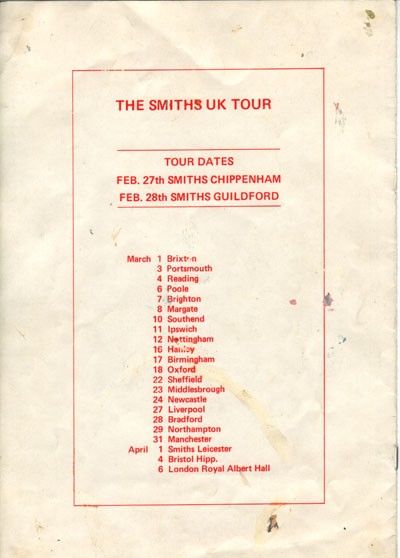 THE SMITHS UK TOUR
TOUR DATES
FEB. 27th SMITHS CHIPPENHAM
FEB. 28th SMITHS GUILDFORD
March 1 Brixton
3 Portsmouth
4 Reading
6 Poole
7 Brighton
8 Margate
10 Southend
11 Ipswich
12 Nottingham
16 Hanley
17 Birmingham
18 Oxford
22 Sheffield
23 Middlesbrough
24 Newcastle
27 Liverpool
28 Bradford
29 Northampton
31 Manchester
April 1 Smiths Leicester
4 Bristol Hipp.
6 London Royal Albert Hall